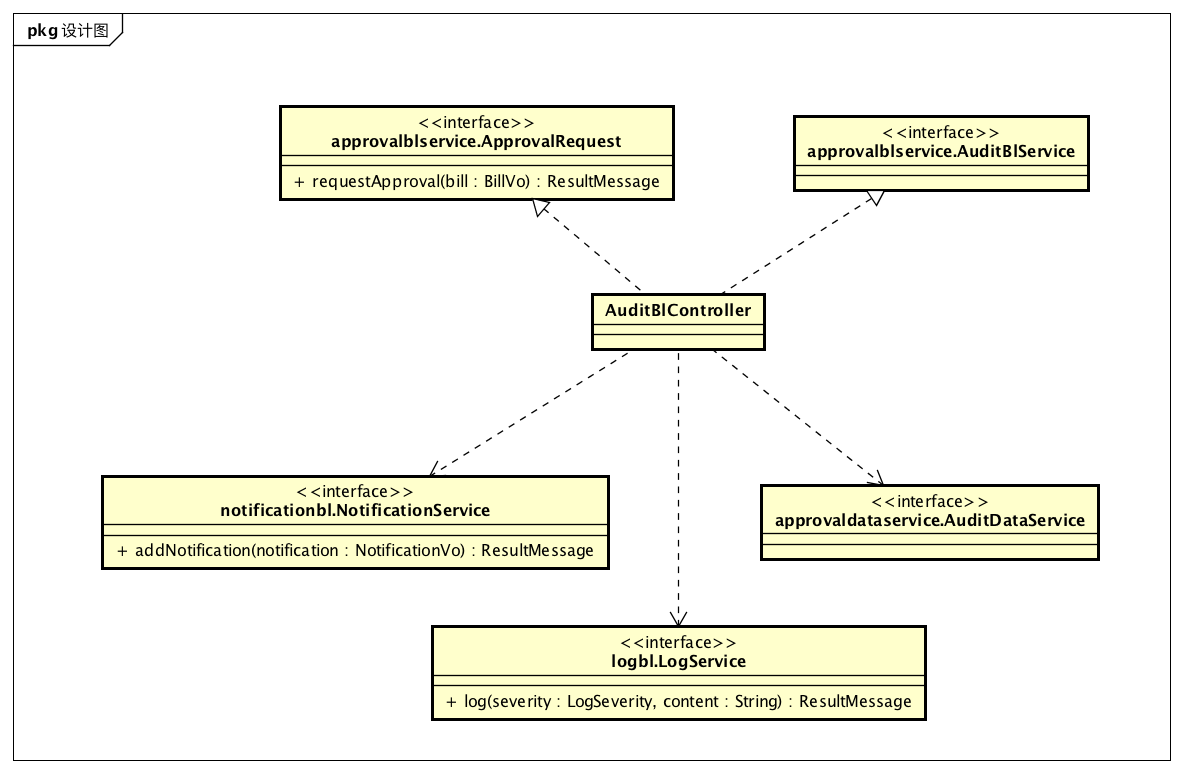 pkg 设计图
<<interface>>
approvalblservice.ApprovalRequest
+ requestApproval(bill : BillVo) : ResultMessage
<<interface>>
approvalblservice.AuditBlService
AuditBlController
<<interface>>
notificationbl.NotificationService
+ addNotification(notification : NotificationVo) : ResultMessage
<<interface>>
approvaldataservice.AuditDataService
<<interface>>
logbl.LogService
+ log(severity : LogSeverity, content : String) : ResultMessage